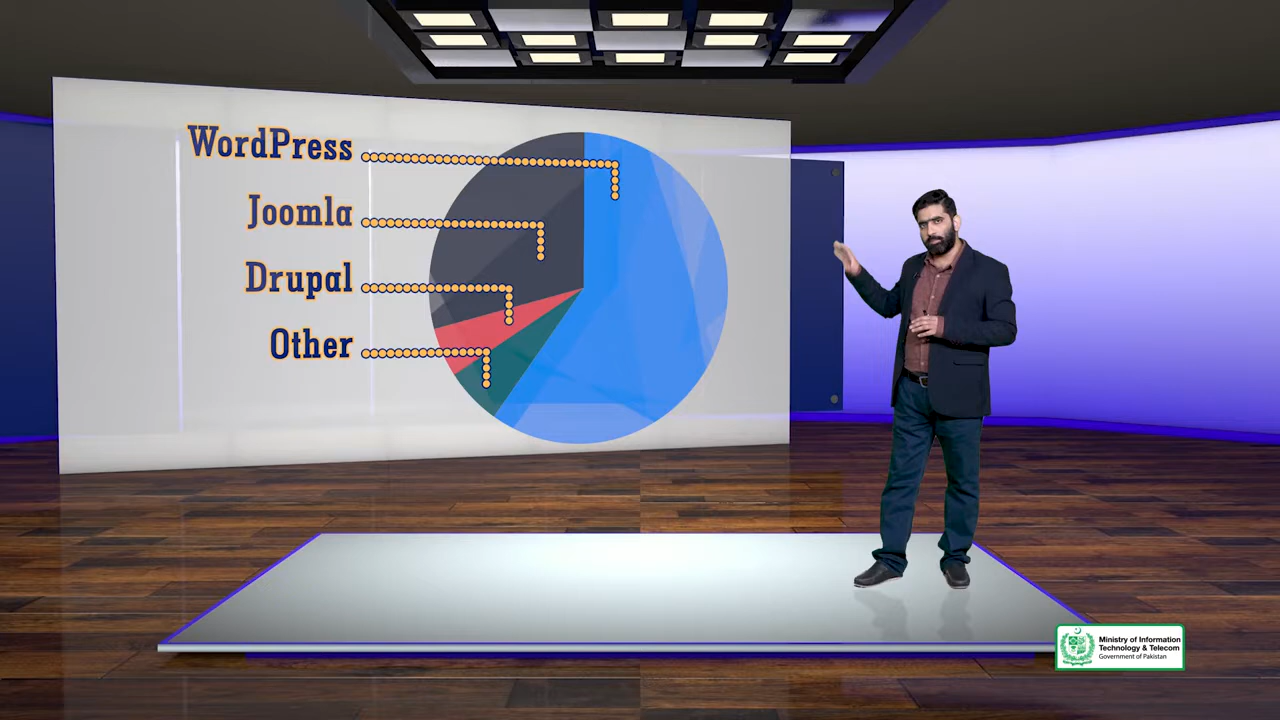 WordPress
Joomla
Drupal
Other
Ministry of Information
Technology & Telecom
Government of Pakistan